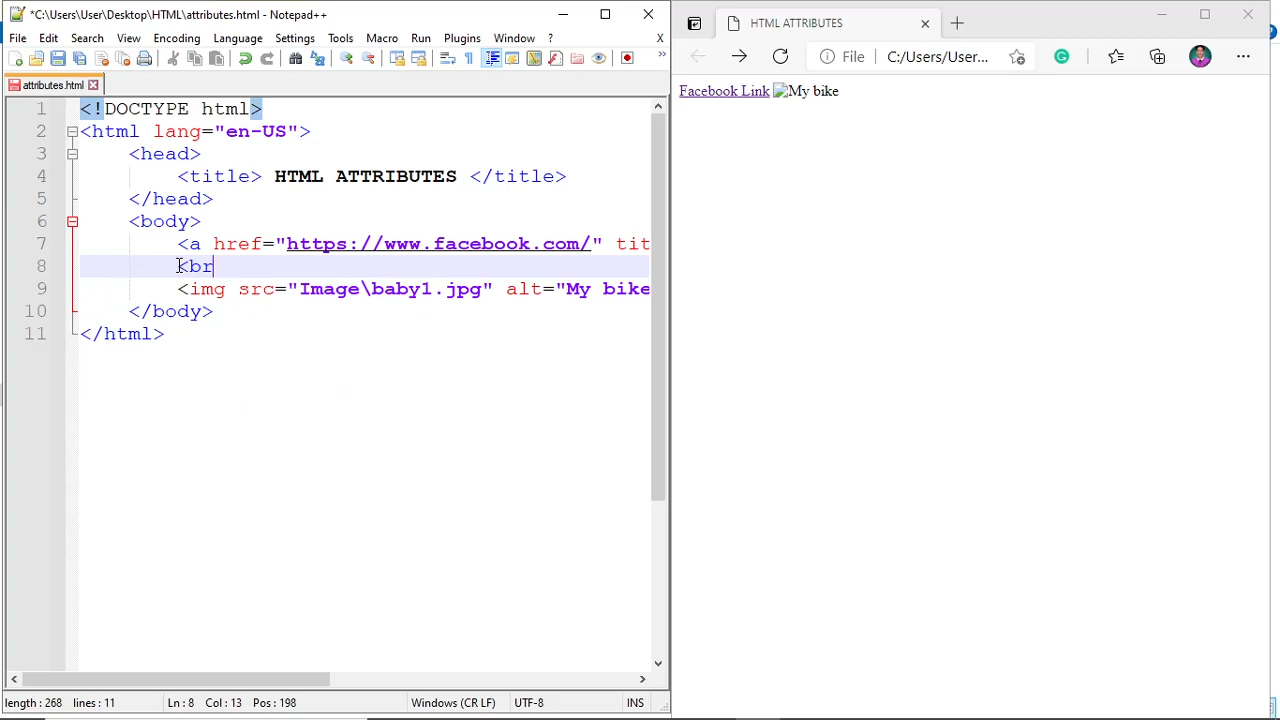 *C:\Users\User\Desktop\HTML\attributes.html - Notepad++
File Edit Search View Encoding Language Settings Tools Macro Run Plugins Window ? X
attributes.html
1 <!DOCTYPE html>
2 <html lang="en-US">
3 <head>
4 <title> HTML ATTRIBUTES </title>
5 </head>
6 <body>
7 <a href="https://www.facebook.com/" tit
8 <br
9 <img src="Image\baby1.jpg" alt="My bike
10 </body>
11 </html>
length: 268 lines: 11 Ln: 8 Col: 13 Pos: 198 Windows (CR LF) UTF-8 INS
HTML ATTRIBUTES
File C:/Users/User...
Facebook Link My bike